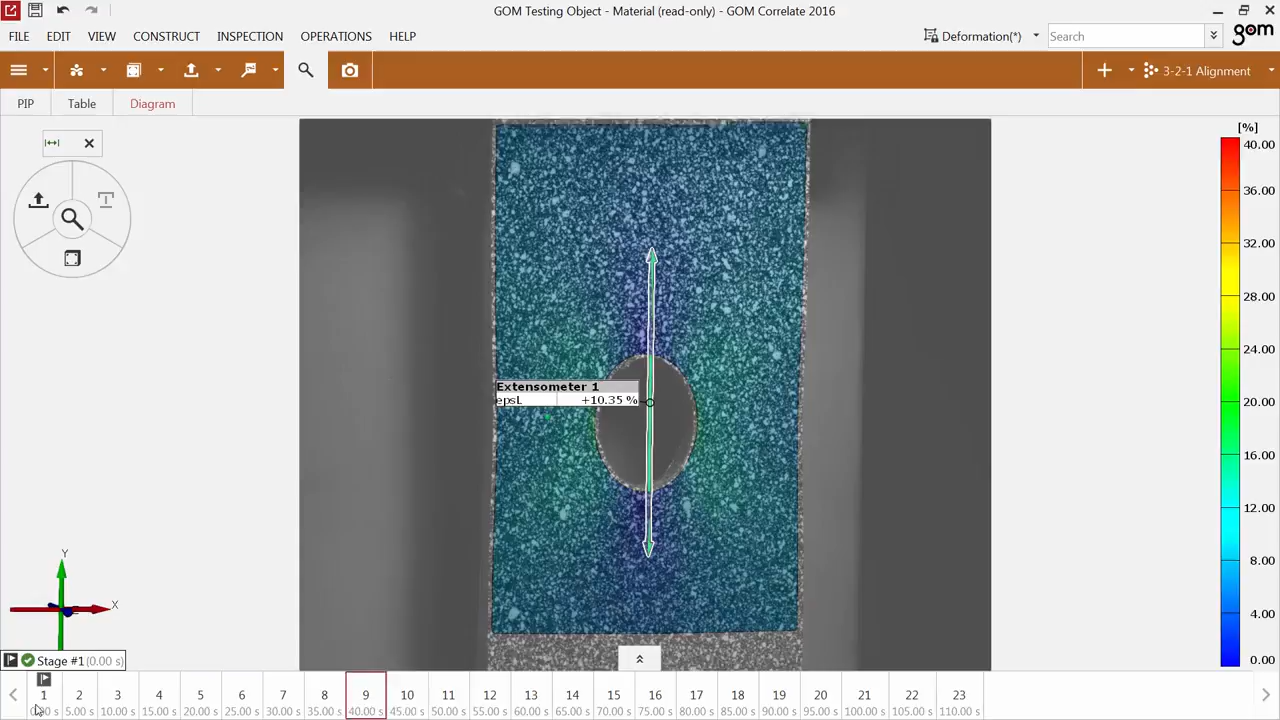 GOM Testing Object - Material (read-only) - GOM Correlate 2016
FILE EDIT VIEW CONSTRUCT INSPECTION OPERATIONS HELP
Deformation(*) Search gom
3-2-1 Alignment
PIP Table Diagram
[%]
40.00
36.00
32.00
28.00
24.00
20.00
16.00
12.00
8.00
4.00
0.00
Extensometer 1
epsL +10.35 %
Y
X
Stage #1 (0.00 s)
1 2 3 4 5 6 7 8 9 10 11 12 13 14 15 16 17 18 19 20 21 22 23
0.00 s 5.00 s 10.00 s 15.00 s 20.00 s 25.00 s 30.00 s 35.00 s 40.00 s 45.00 s 50.00 s 55.00 s 60.00 s 65.00 s 70.00 s 75.00 s 80.00 s 85.00 s 90.00 s 95.00 s 100.00 s 105.00 s 110.00 s